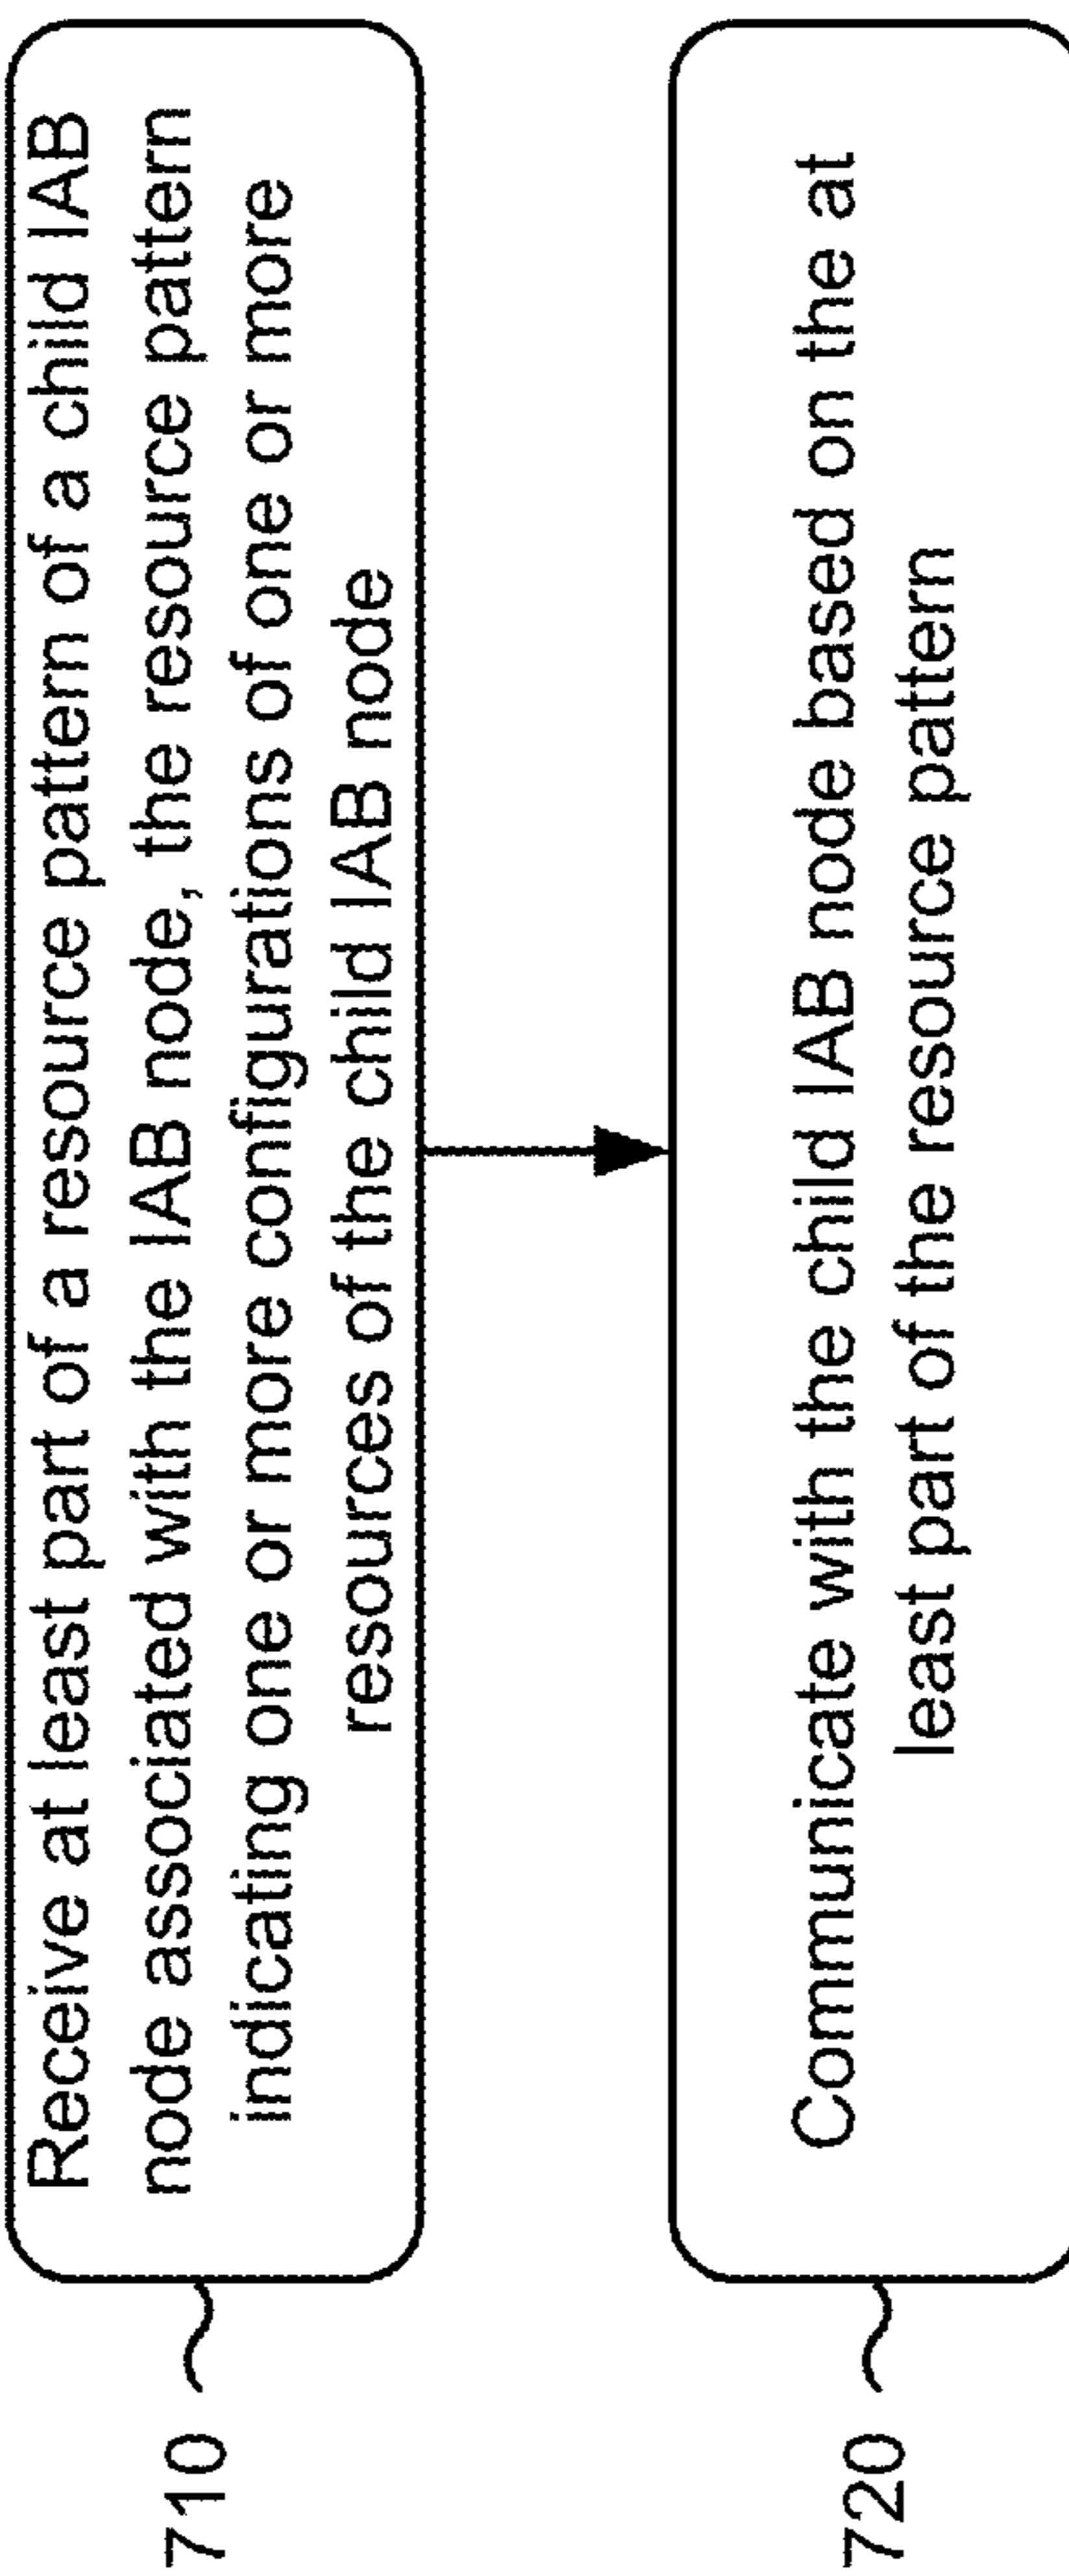 710
Receive at least part of a resource pattern of a child IAB
node associated with the IAB node, the resource pattern
indicating one or more configurations of one or more
resources of the child IAB node
720
Communicate with the child IAB node based on the at
least part of the resource pattern